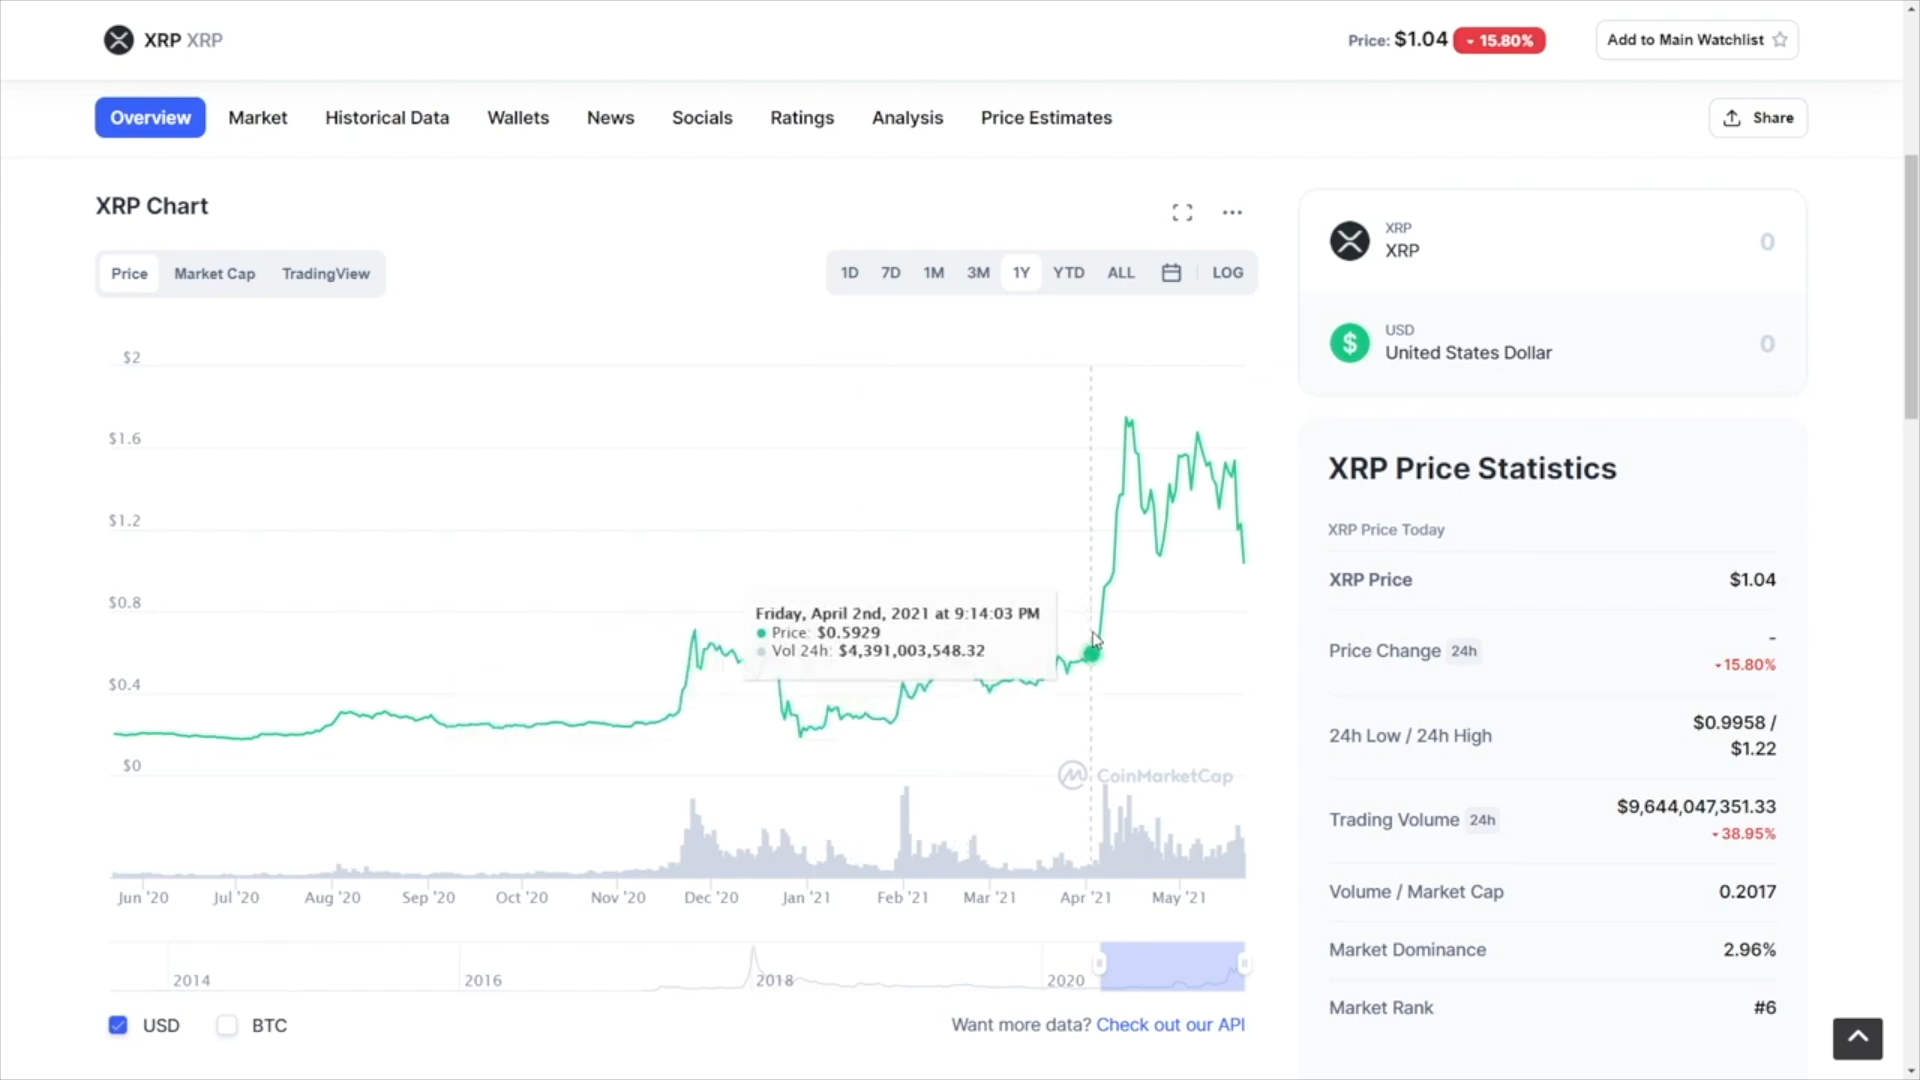 XRP XRP
Price: $1.04 15.80%
Add to Main Watchlist
Overview Market Historical Data Wallets News Socials Ratings Analysis Price Estimates
Share
XRP Chart
Price Market Cap TradingView
1D 7D 1M 3M 1Y YTD ALL LOG
$2
$1.6
$1.2
$0.8
$0.4
$0
Friday, April 2nd, 2021 at 9:14:03 PM
Price: $0.5929
Vol 24h: $4,391,003,548.32
CoinMarketCap
Jun '20 Jul '20 Aug '20 Sep '20 Oct '20 Nov '20 Dec '20 Jan '21 Feb '21 Mar '21 Apr '21 May '21
2014 2016 2018 2020
USD BTC
Want more data? Check out our API
XRP
XRP
0
USD
United States Dollar
0
XRP Price Statistics
XRP Price Today
XRP Price $1.04
Price Change 24h -
15.80%
24h Low / 24h High $0.9958 /
$1.22
Trading Volume 24h $9,644,047,351.33
38.95%
Volume / Market Cap 0.2017
Market Dominance 2.96%
Market Rank #6